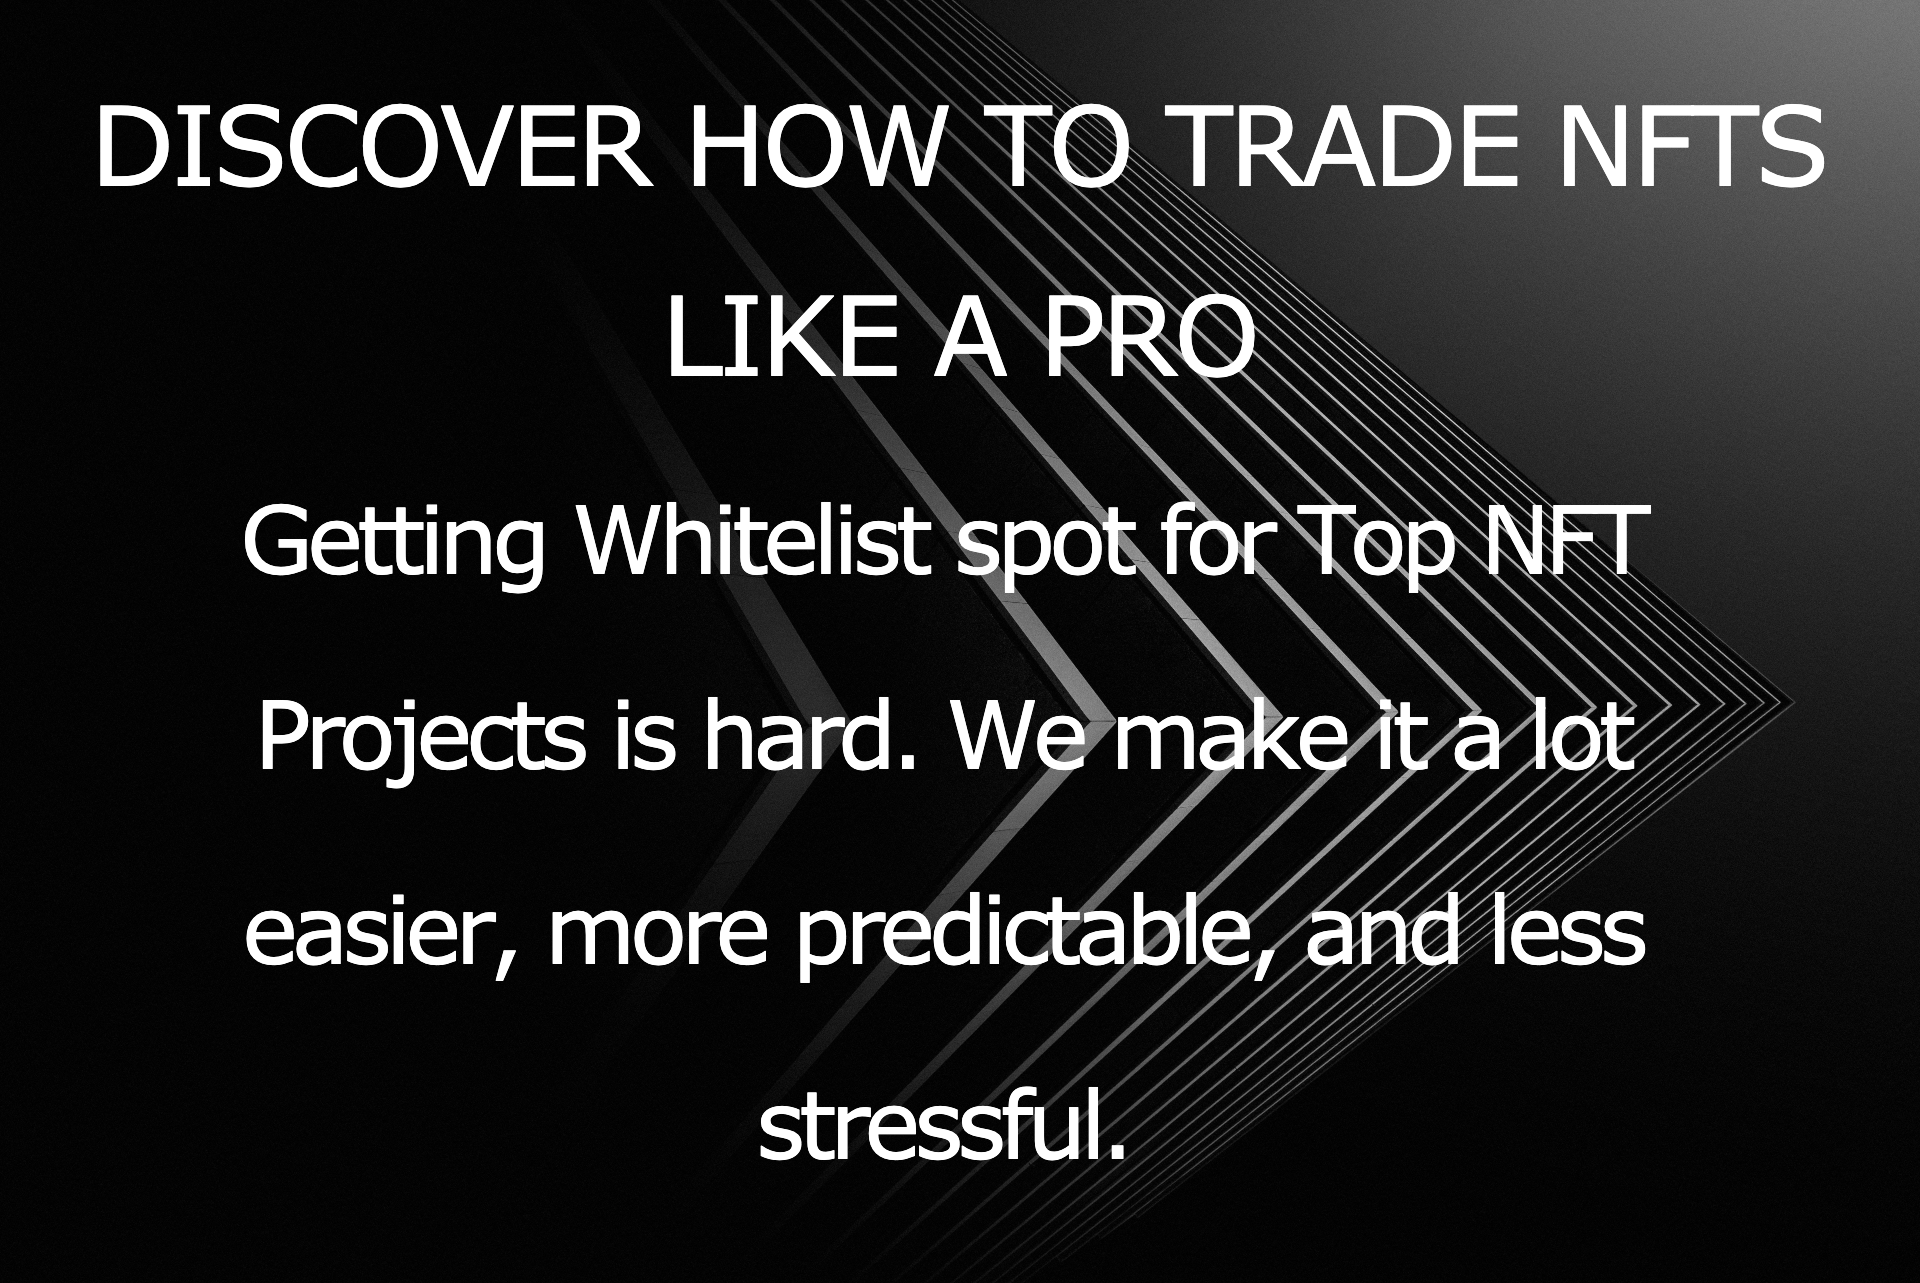 DISCOVER HOW TO TRADE NFTS
LIKE A PRO
Getting Whitelist spot for Top NFT
Projects is hard. We make it a lot
easier, more predictable, and less
stressful.